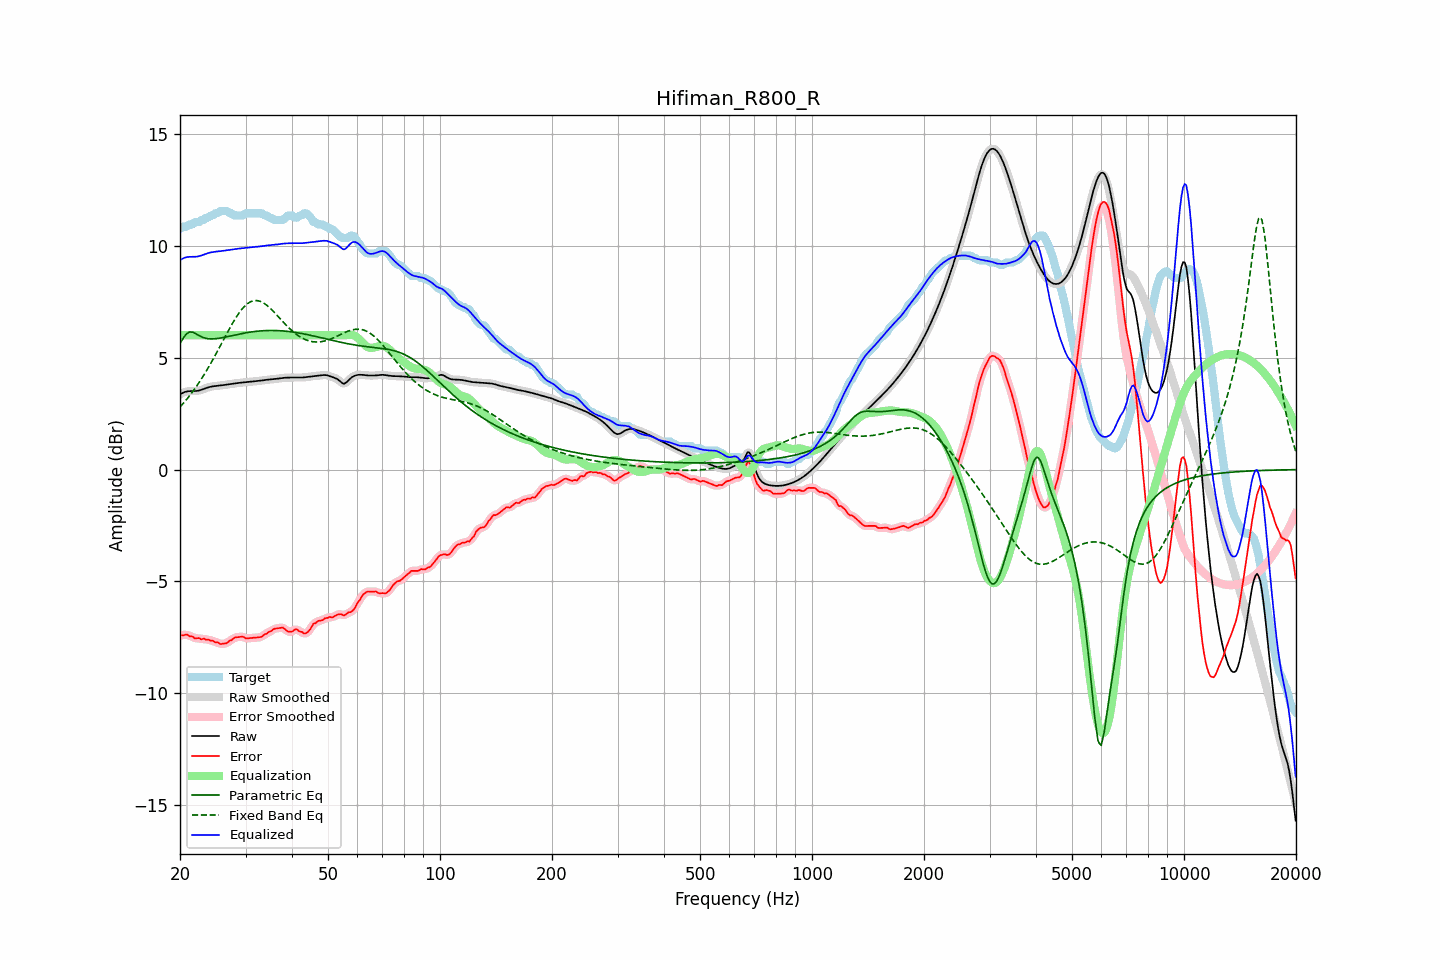 Hifiman_R800_R
Amplitude (dBr)
15
10
5
0
−5
−10
−15
Target
Raw Smoothed
Error Smoothed
Raw
Error
Equalization
Parametric Eq
Fixed Band Eq
Equalized
20 50 100 200 500 1000 2000 5000 10000 20000
Frequency (Hz)